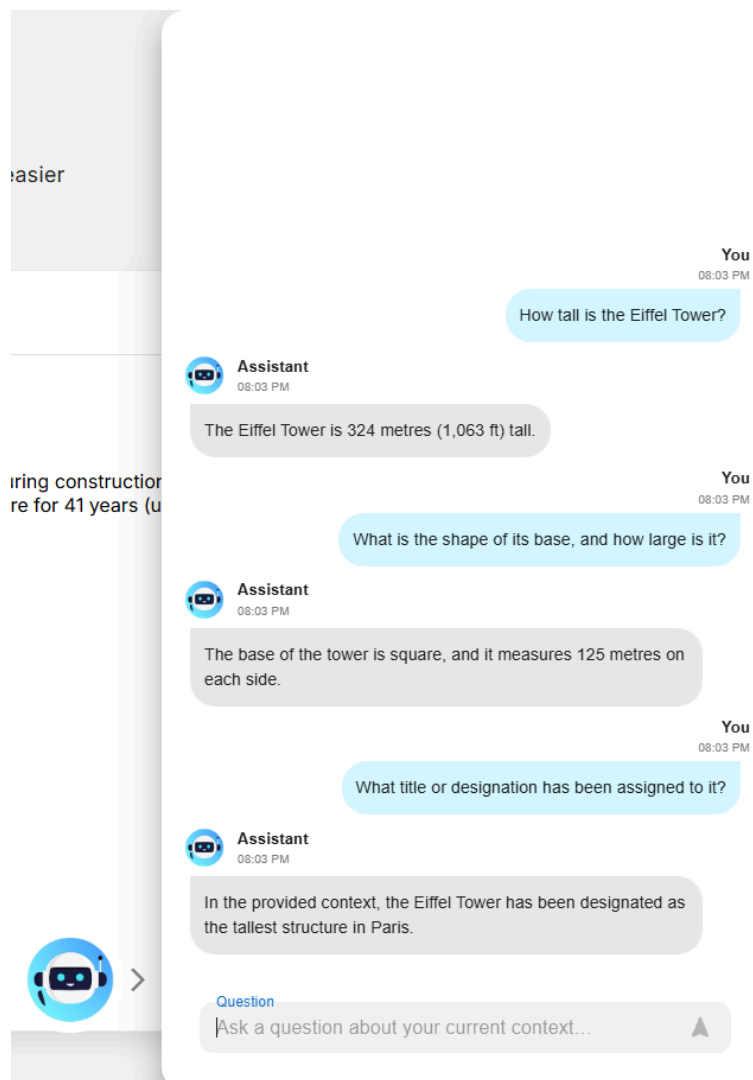 easier
uring construction
re for 41 years (u
You
08:03 PM
How tall is the Eiffel Tower?
Assistant
08:03 PM
The Eiffel Tower is 324 metres (1,063 ft) tall.
You
08:03 PM
What is the shape of its base, and how large is it?
Assistant
08:03 PM
The base of the tower is square, and it measures 125 metres on
each side.
You
08:03 PM
What title or designation has been assigned to it?
Assistant
08:03 PM
In the provided context, the Eiffel Tower has been designated as
the tallest structure in Paris.
Question
Ask a question about your current context...